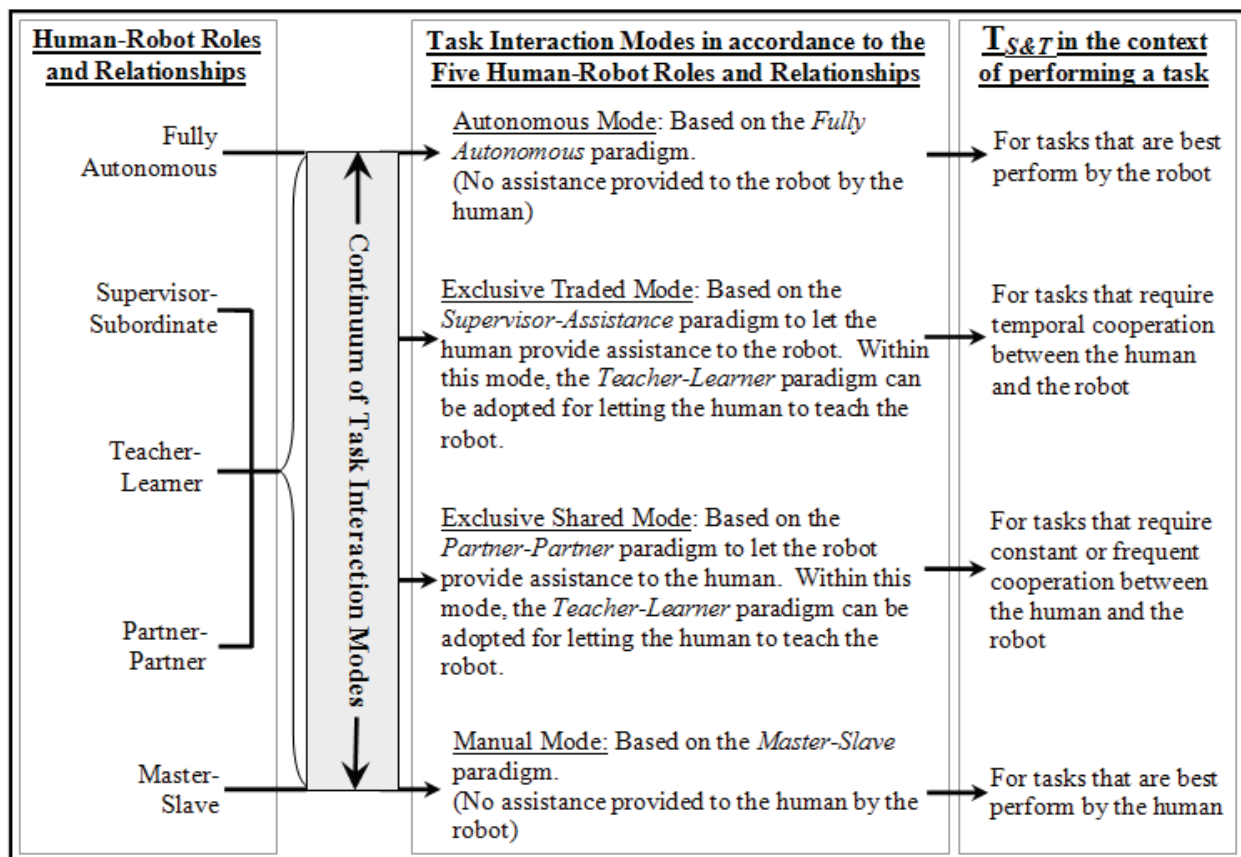 Human-Robot Roles
and Relationships
Fully
Autonomous
Supervisor-
Subordinate
Teacher-
Learner
Partner-
Partner
Master-
Slave
Continuum of Task Interaction Modes
Task Interaction Modes in accordance to the
Five Human-Robot Roles and Relationships
Autonomous Mode: Based on the Fully
Autonomous paradigm.
(No assistance provided to the robot by the
human)
Exclusive Traded Mode: Based on the
Supervisor-Assistance paradigm to let the
human provide assistance to the robot. Within
this mode, the Teacher-Learner paradigm can
be adopted for letting the human to teach the
robot.
Exclusive Shared Mode: Based on the
Partner-Partner paradigm to let the robot
provide assistance to the human. Within this
mode, the Teacher-Learner paradigm can be
adopted for letting the human to teach the
robot.
Manual Mode: Based on the Master-Slave
paradigm.
(No assistance provided to the human by the
robot)
TS&T in the context
of performing a task
For tasks that are best
perform by the robot
For tasks that require
temporal cooperation
between the human
and the robot
For tasks that require
constant or frequent
cooperation between
the human and the
robot
For tasks that are best
perform by the human